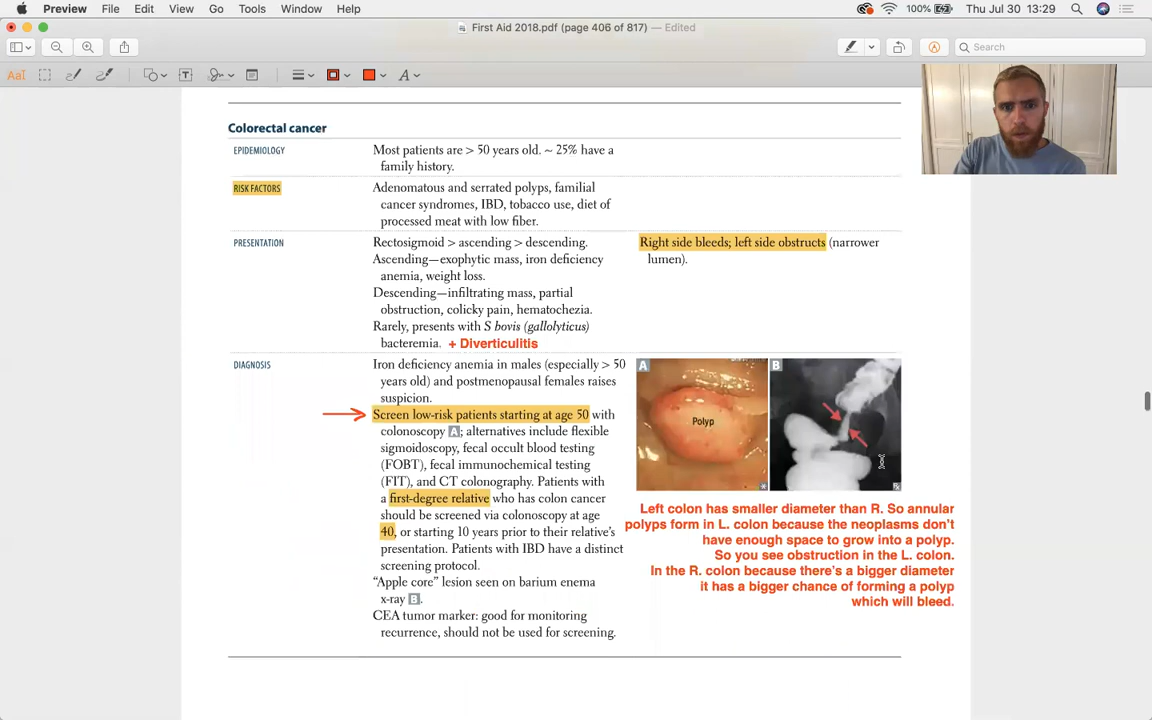 Preview File Edit View Go Tools Window Help
100% Thu Jul 30 13:29
First Aid 2018.pdf (page 406 of 817) — Edited
Search
AaI T A
Colorectal cancer
EPIDEMIOLOGY
Most patients are > 50 years old. ~ 25% have a
family history.
RISK FACTORS
Adenomatous and serrated polyps, familial
cancer syndromes, IBD, tobacco use, diet of
processed meat with low fiber.
PRESENTATION
Rectosigmoid > ascending > descending.
Ascending—exophytic mass, iron deficiency
anemia, weight loss.
Descending—infiltrating mass, partial
obstruction, colicky pain, hematochezia.
Rarely, presents with S bovis (gallolyticus)
bacteremia. + Diverticulitis
Right side bleeds; left side obstructs (narrower
lumen).
DIAGNOSIS
Iron deficiency anemia in males (especially > 50
years old) and postmenopausal females raises
suspicion.
Screen low-risk patients starting at age 50 with
colonoscopy A; alternatives include flexible
sigmoidoscopy, fecal occult blood testing
(FOBT), fecal immunochemical testing
(FIT), and CT colonography. Patients with
a first-degree relative who has colon cancer
should be screened via colonoscopy at age
40, or starting 10 years prior to their relative's
presentation. Patients with IBD have a distinct
screening protocol.
"Apple core" lesion seen on barium enema
x-ray B.
CEA tumor marker: good for monitoring
recurrence, should not be used for screening.
A
Polyp
B
Left colon has smaller diameter than R. So annular
polyps form in L. colon because the neoplasms don't
have enough space to grow into a polyp.
So you see obstruction in the L. colon.
In the R. colon because there's a bigger diameter
it has a bigger chance of forming a polyp
which will bleed.